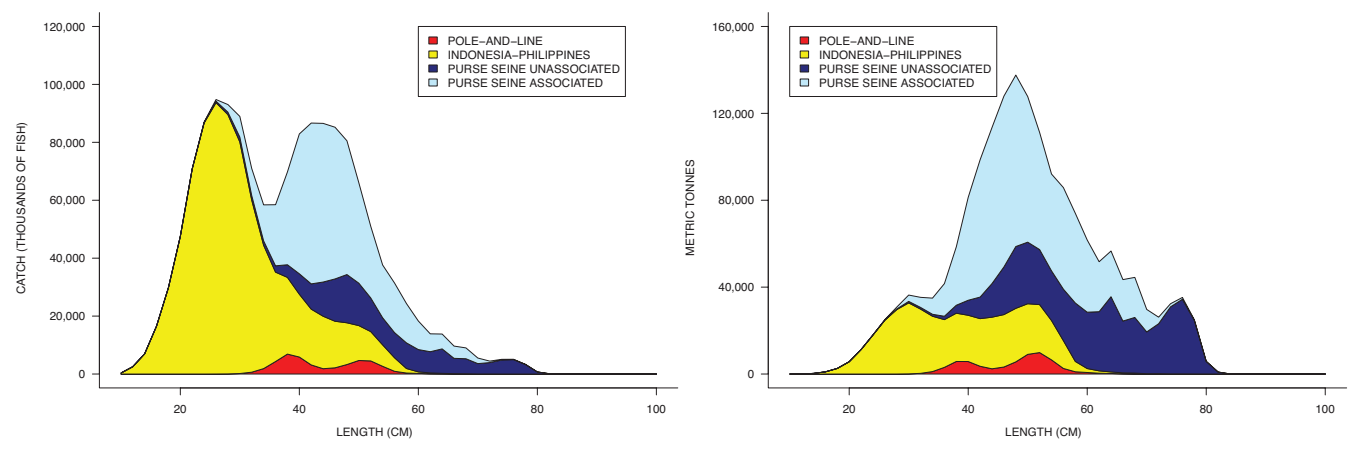 120,000
100,000
80,000
60,000
40,000
20,000
0
CATCH (THOUSANDS OF FISH)
POLE−AND−LINE
INDONESIA−PHILIPPINES
PURSE SEINE UNASSOCIATED
PURSE SEINE ASSOCIATED
20 40 60 80 100
LENGTH (CM)
160,000
120,000
80,000
40,000
0
METRIC TONNES
POLE−AND−LINE
INDONESIA−PHILIPPINES
PURSE SEINE UNASSOCIATED
PURSE SEINE ASSOCIATED
20 40 60 80 100
LENGTH (CM)